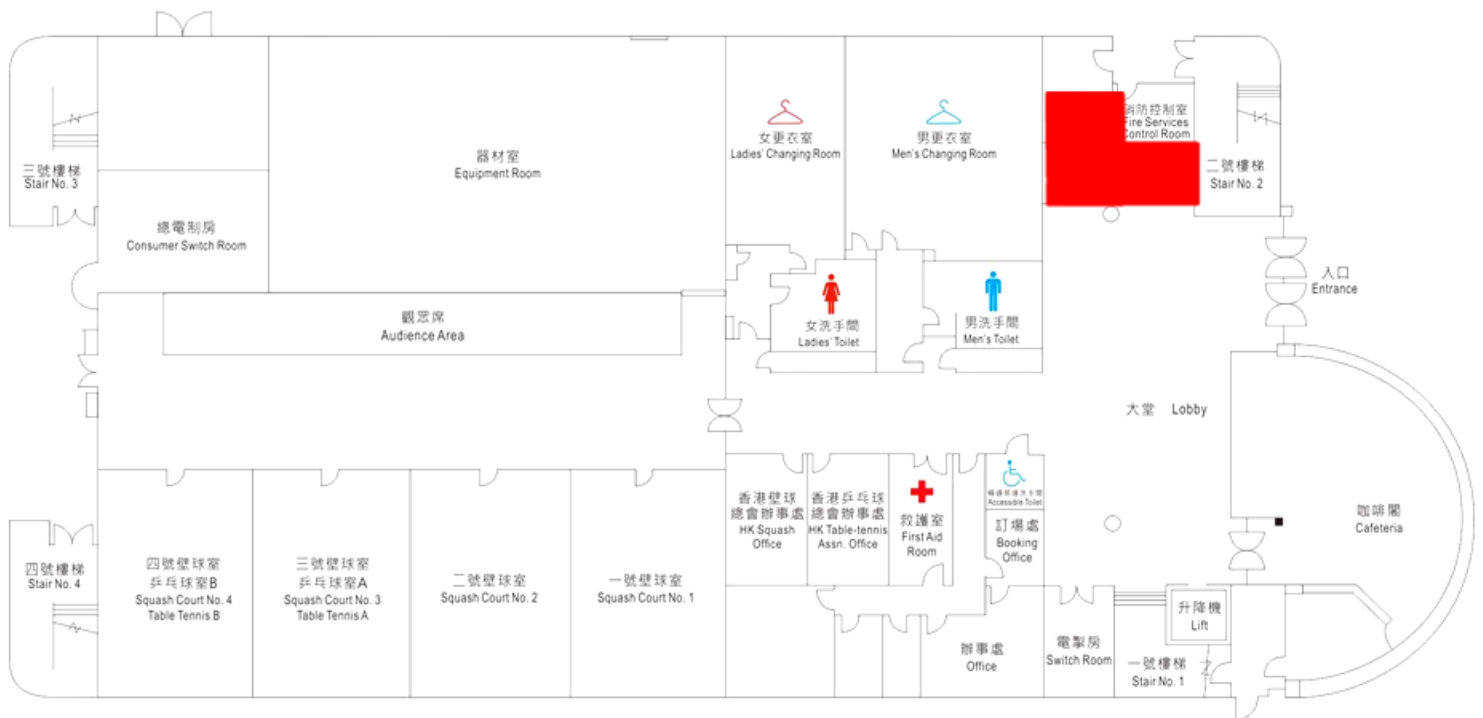 三號樓梯
Stair No. 3
總電制房
Consumer Switch Room
器材室
Equipment Room
女更衣室
Ladies' Changing Room
男更衣室
Men's Changing Room
消防控制室
Fire Services
Control Room
二號樓梯
Stair No. 2
入口
Entrance
觀眾席
Audience Area
女洗手間
Ladies' Toilet
男洗手間
Men's Toilet
大堂 Lobby
四號樓梯
Stair No. 4
四號壁球室
乒乓球室B
Squash Court No. 4
Table Tennis B
三號壁球室
乒乓球室A
Squash Court No. 3
Table Tennis A
二號壁球室
Squash Court No. 2
一號壁球室
Squash Court No. 1
香港壁球
總會辦事處
HK Squash
Office
香港乒乓球
總會辦事處
HK Table-tennis
Assn. Office
救護室
First Aid
Room
Accessible Toilet
訂場處
Booking
Office
辦事處
Office
電掣房
Switch Room
升降機
Lift
一號樓梯
Stair No. 1
咖啡閣
Cafeteria